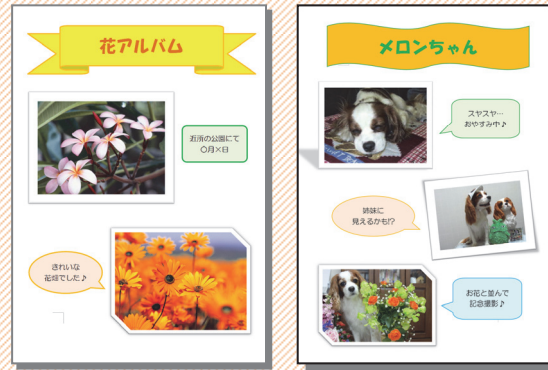 花アルバム
近所の公園にて
〇月×日
きれいな
花畑でした♪
メロンちゃん
スヤスヤ…
おやすみ中♪
姉妹に
見えるかも!?
お花と並んで
記念撮影♪